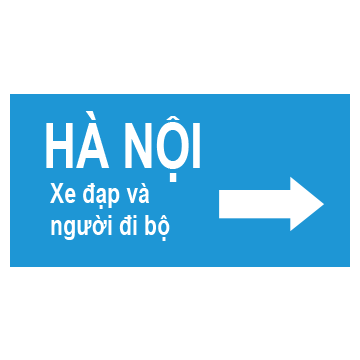 HÀ NỘI
Xe đạp và
người đi bộ